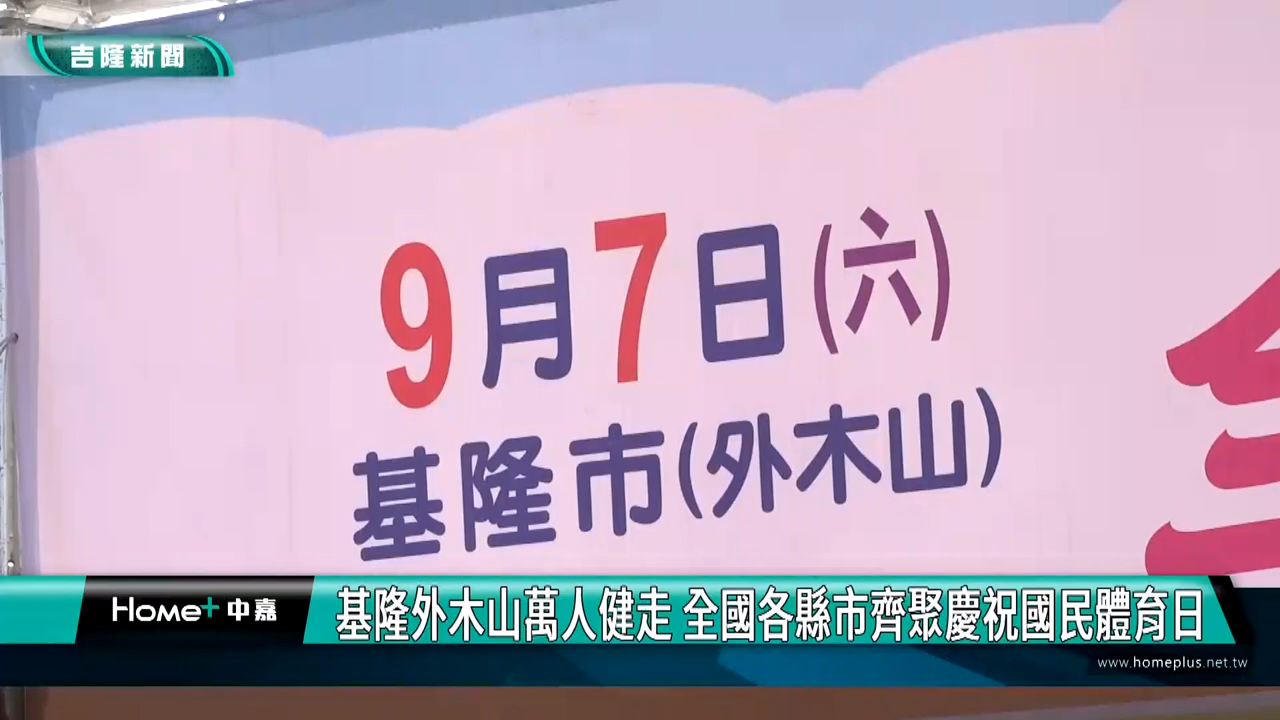 吉隆新聞
9月7日(六)
基隆市(外木山)
Home+中嘉
基隆外木山萬人健走 全國各縣市齊聚慶祝國民體育日
www.homeplus.net.tw